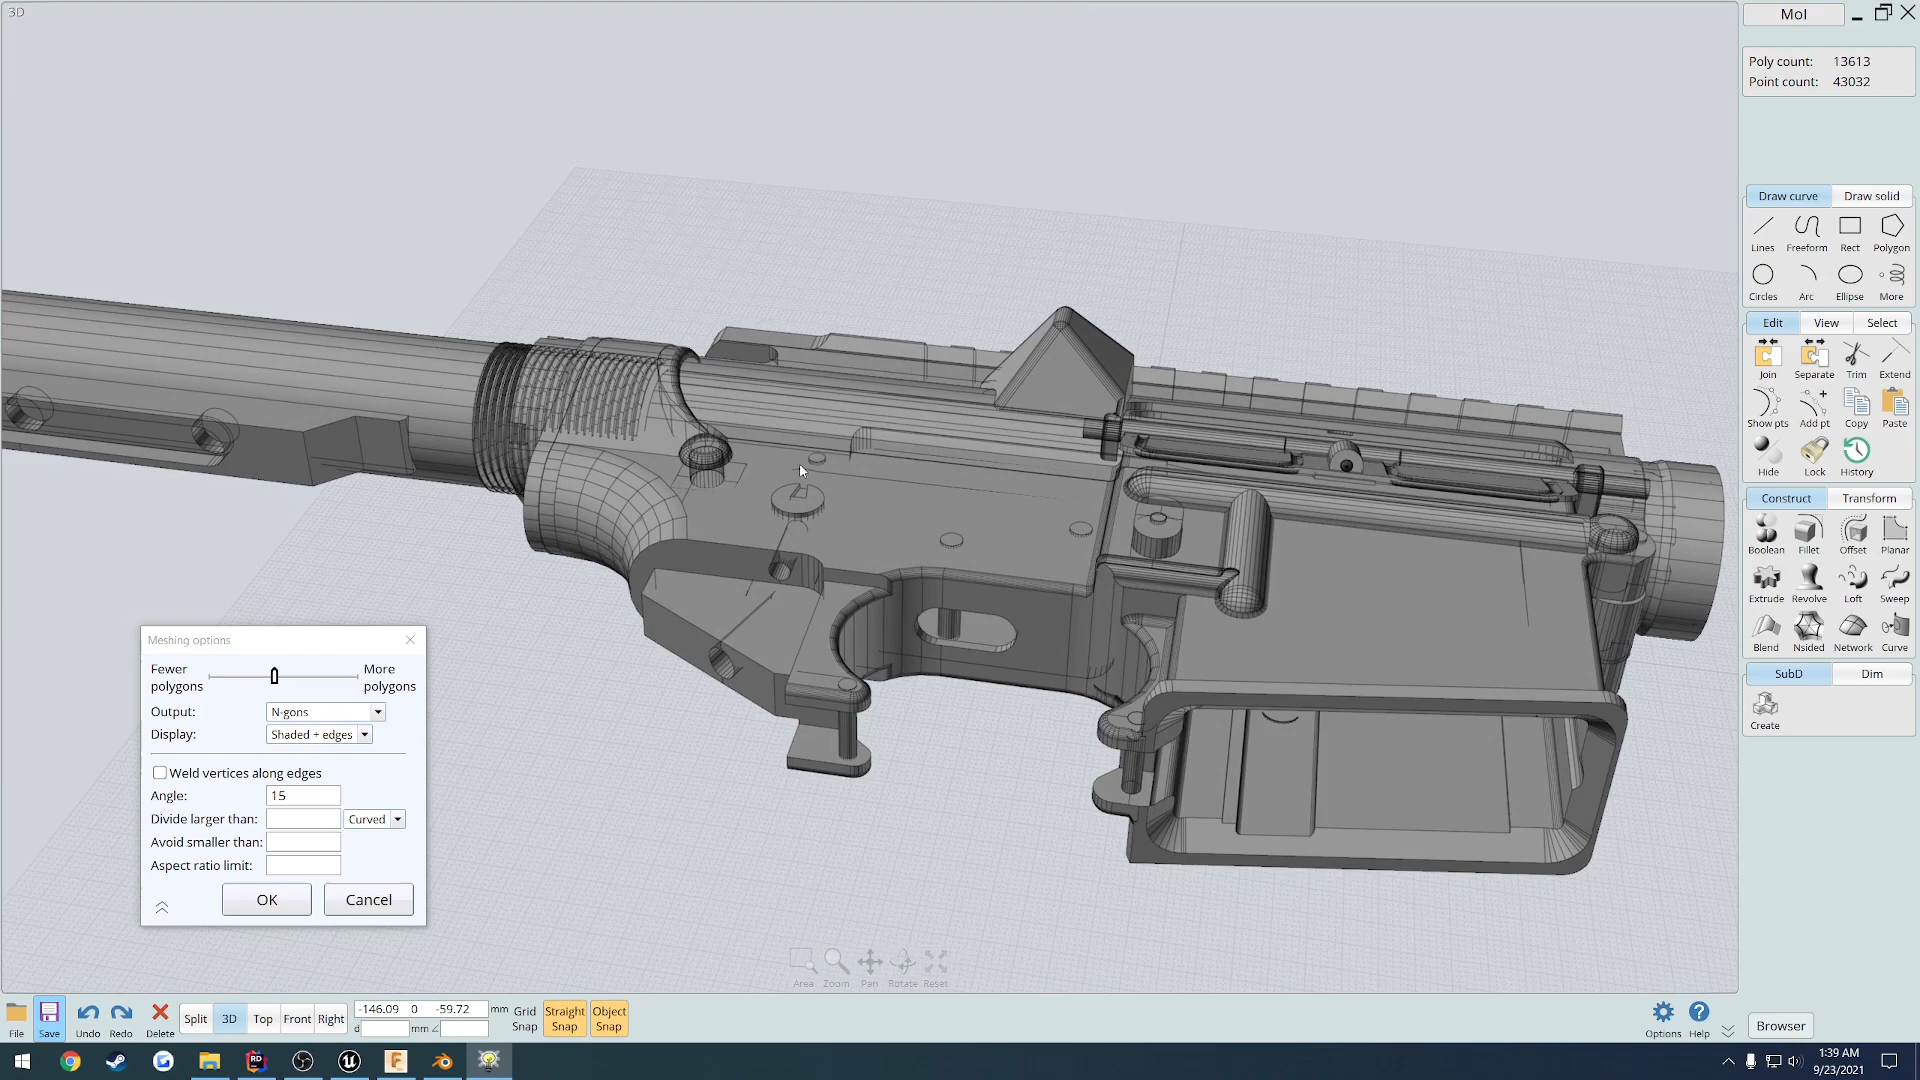 3D
MoI
Poly count: 13613
Point count: 43032
Draw curve Draw solid
Lines Freeform Rect Polygon
Circles Arc Ellipse More
Edit View Select
Join Separate Trim Extend
Show pts Add pt Copy Paste
Hide Lock History
Construct Transform
Boolean Fillet Offset Planar
Extrude Revolve Loft Sweep
Blend Nsided Network Curve
SubD Dim
Create
Meshing options
Fewer polygons More polygons
Output: N-gons
Display: Shaded + edges
Weld vertices along edges
Angle: 15
Divide larger than: Curved
Avoid smaller than:
Aspect ratio limit:
OK Cancel
Area Zoom Pan Rotate Reset
File Save Undo Redo Delete
Split 3D Top Front Right
-146.09 0 -59.72 mm
d mm
Grid Snap Straight Snap Object Snap
Options Help Browser
RD
F
1:39 AM
9/23/2021